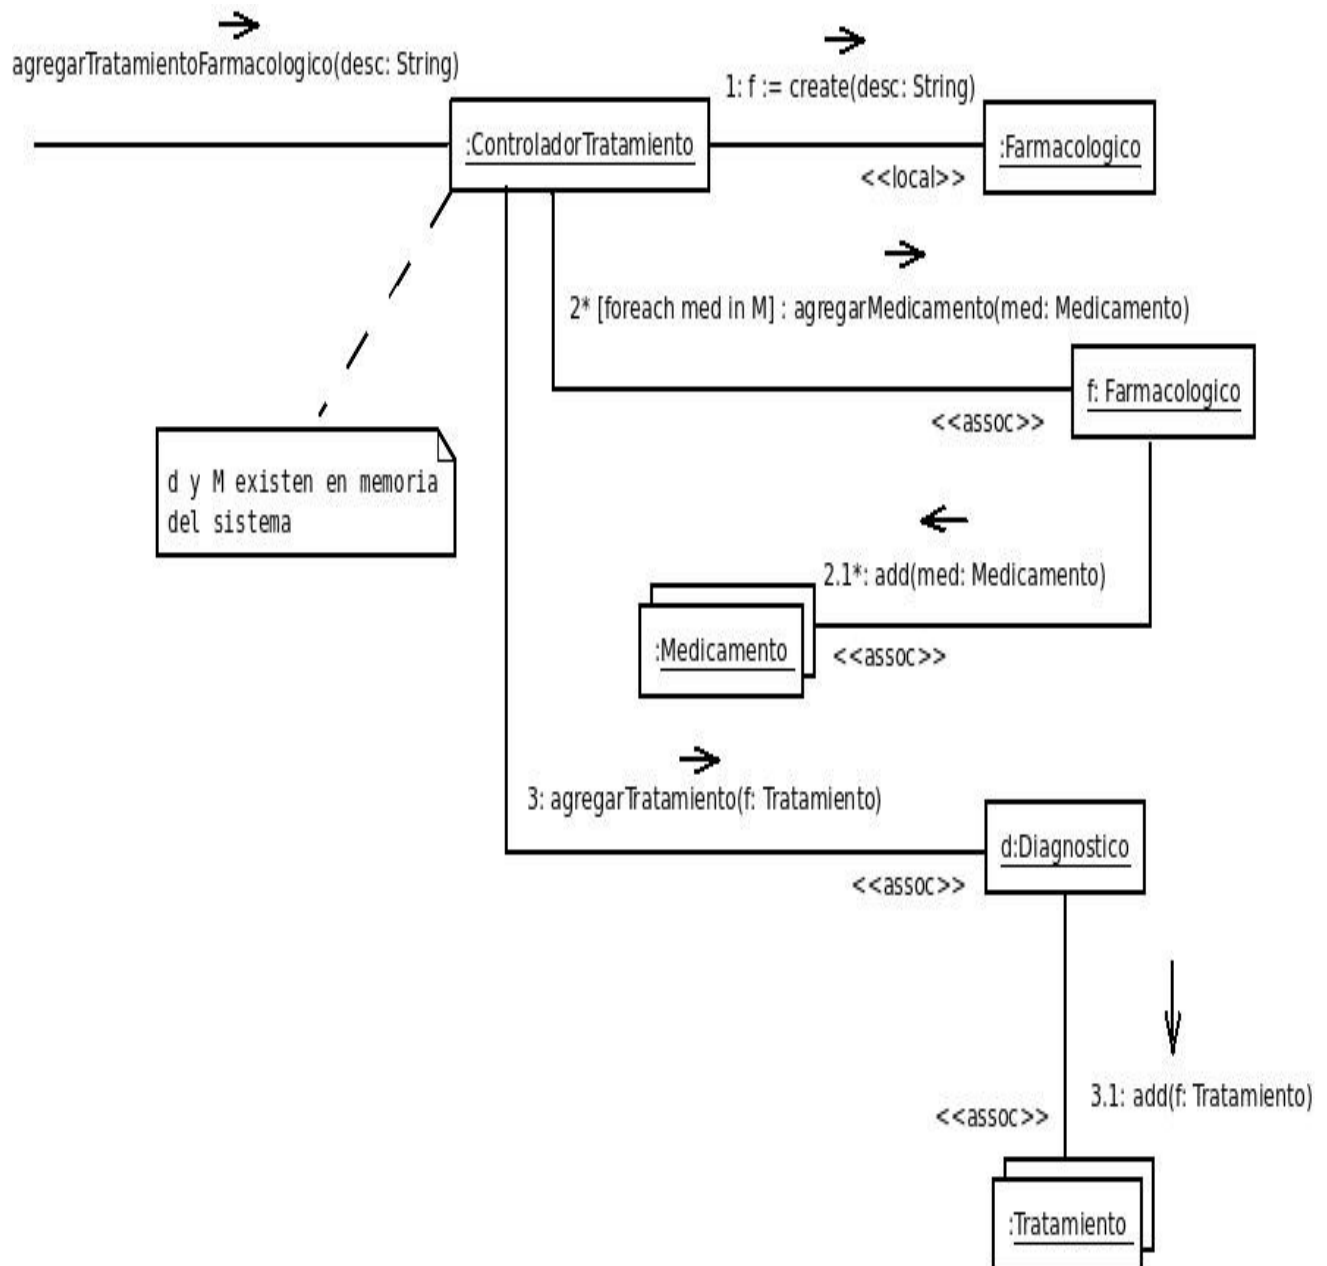 agregarTratamientoFarmacologico(desc: String)
1: f := create(desc: String)
:ControladorTratamiento
:Farmacologico
<<local>>
2* [foreach med in M] : agregarMedicamento(med: Medicamento)
f: Farmacologico
<<assoc>>
d y M existen en memoria
del sistema
2.1*: add(med: Medicamento)
:Medicamento
<<assoc>>
3: agregarTratamiento(f: Tratamiento)
d:Diagnostico
<<assoc>>
3.1: add(f: Tratamiento)
<<assoc>>
:Tratamiento